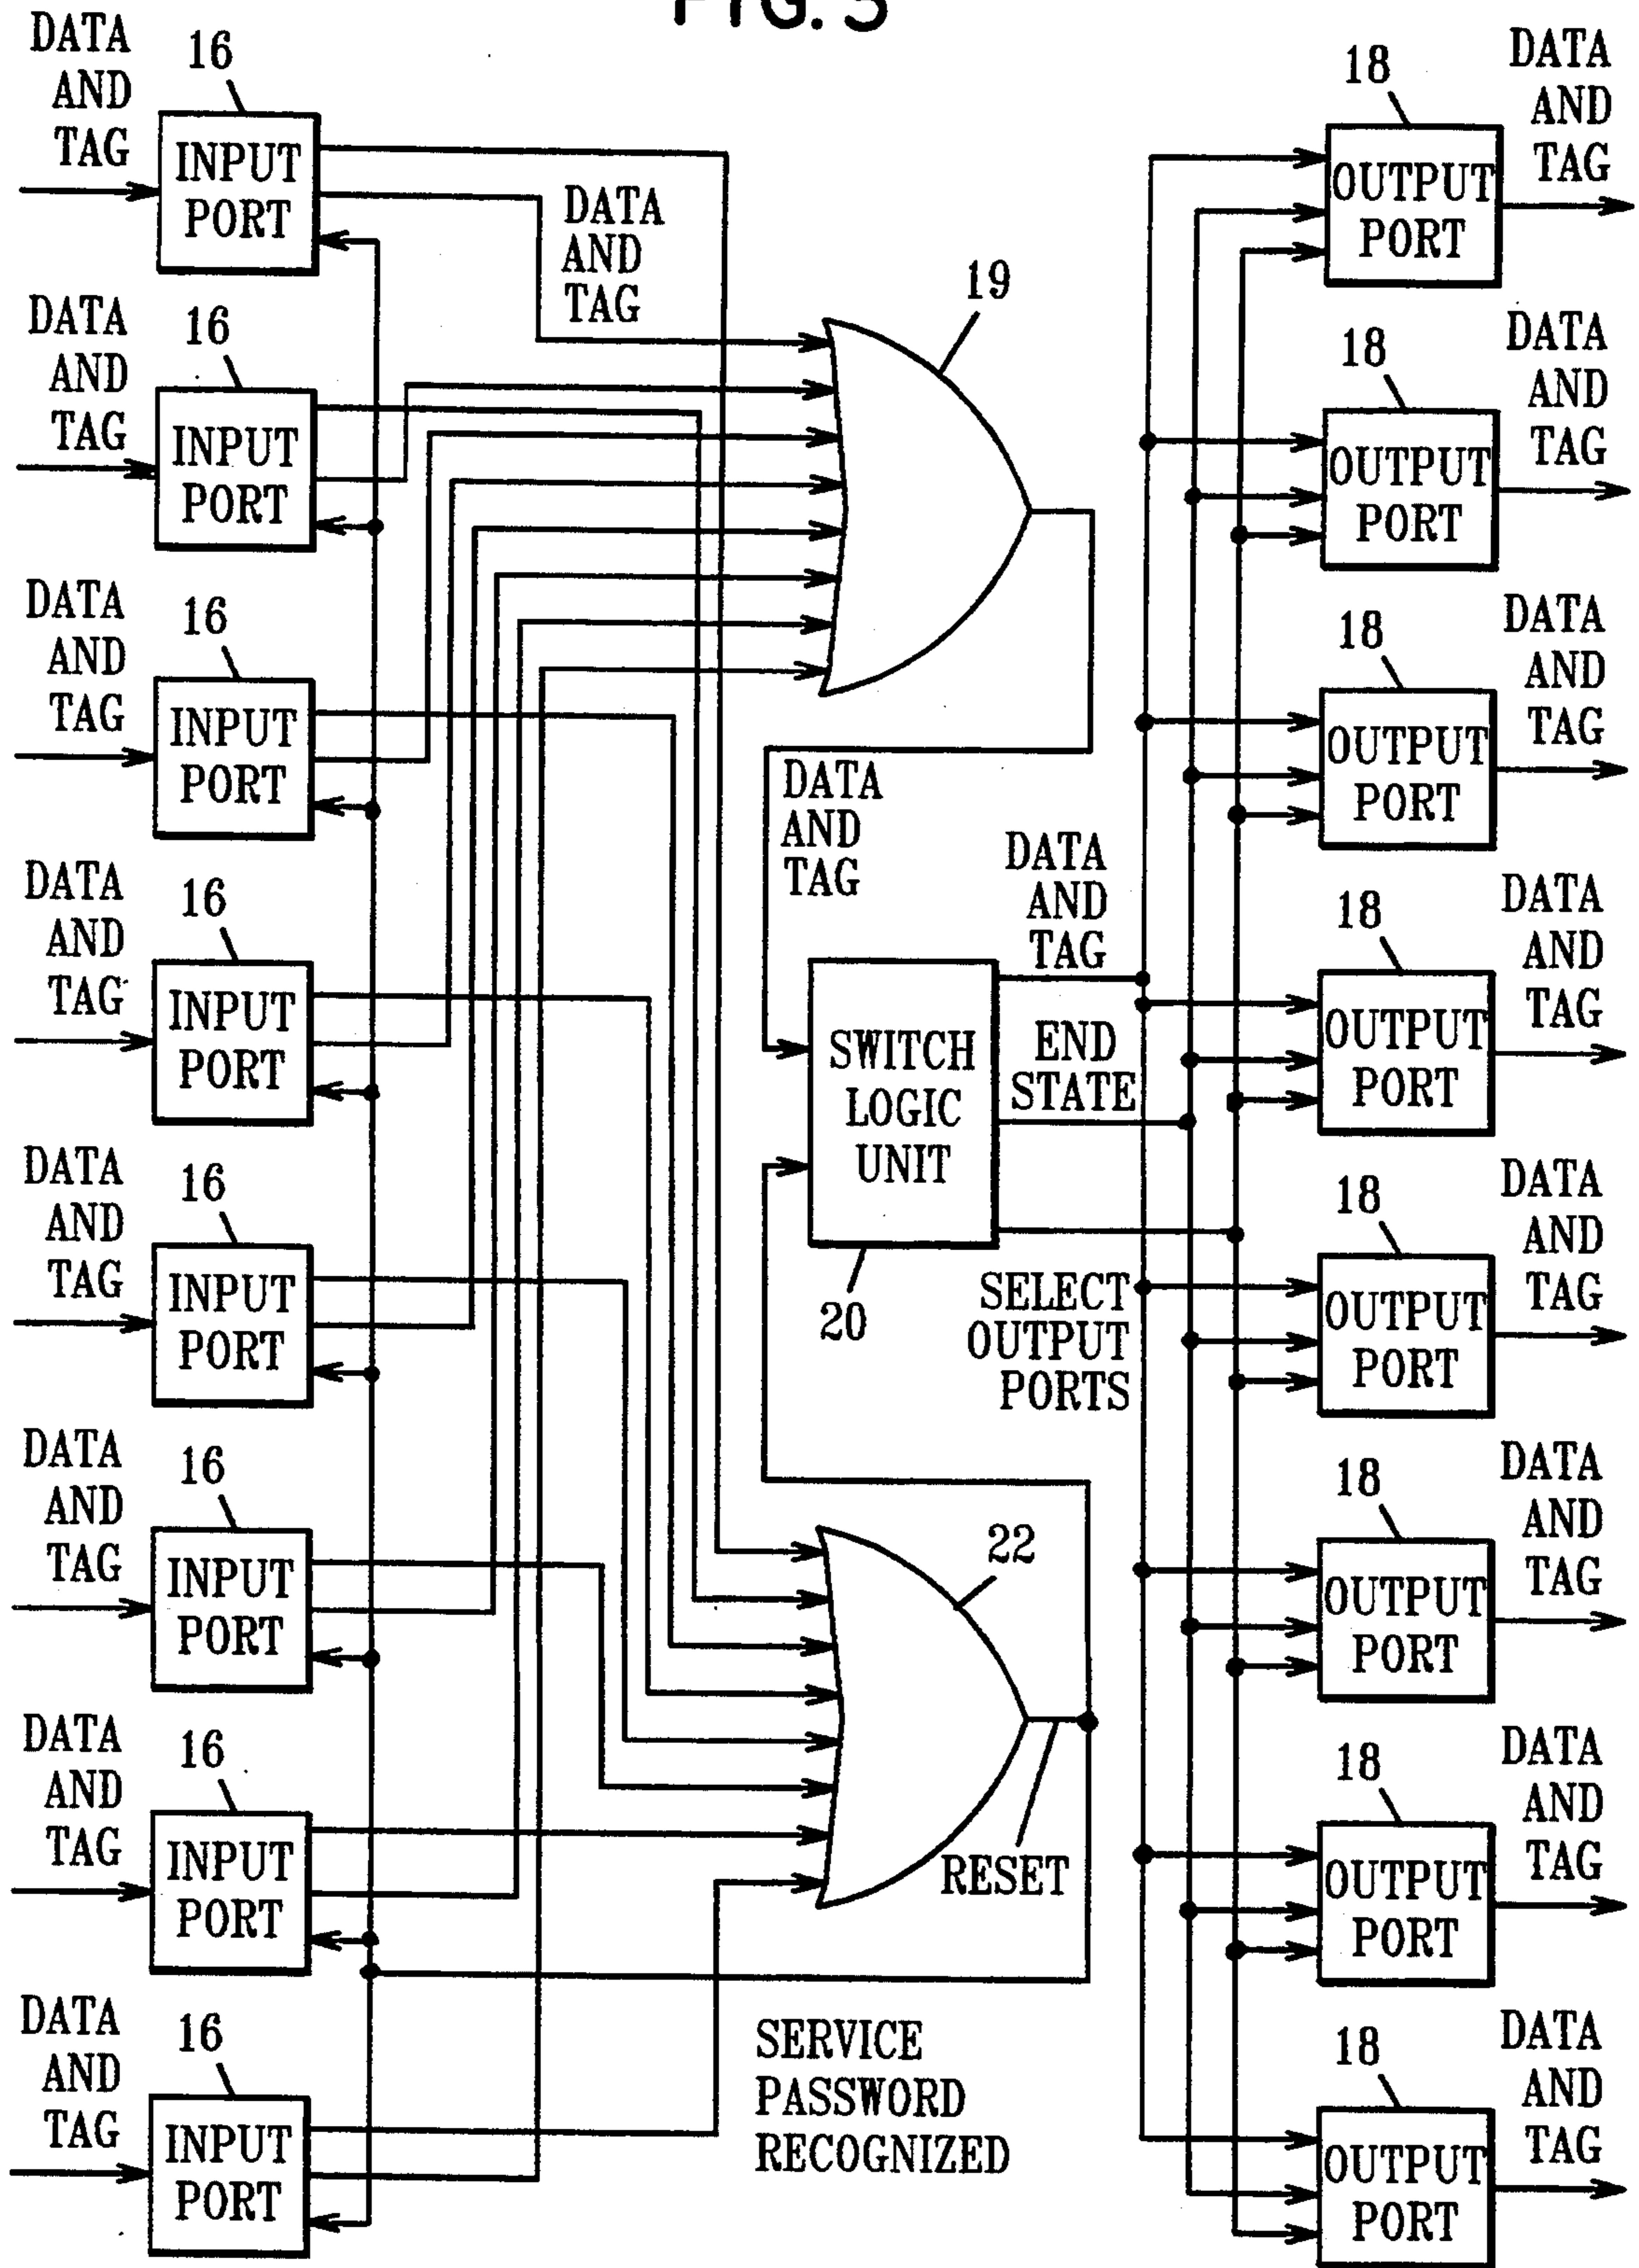 FIG. 3
DATA
AND
TAG
16
INPUT
PORT
DATA
AND
TAG
16
INPUT
PORT
DATA
AND
TAG
16
INPUT
PORT
DATA
AND
TAG
16
INPUT
PORT
DATA
AND
TAG
16
INPUT
PORT
DATA
AND
TAG
16
INPUT
PORT
DATA
AND
TAG
16
INPUT
PORT
DATA
AND
TAG
16
INPUT
PORT
DATA
AND
TAG
19
DATA
AND
TAG
DATA
AND
TAG
SWITCH
LOGIC
UNIT
END
STATE
20
SELECT
OUTPUT
PORTS
22
RESET
SERVICE
PASSWORD
RECOGNIZED
18
OUTPUT
PORT
DATA
AND
TAG
18
OUTPUT
PORT
DATA
AND
TAG
18
OUTPUT
PORT
DATA
AND
TAG
18
OUTPUT
PORT
DATA
AND
TAG
18
OUTPUT
PORT
DATA
AND
TAG
18
OUTPUT
PORT
DATA
AND
TAG
18
OUTPUT
PORT
DATA
AND
TAG
18
OUTPUT
PORT
DATA
AND
TAG